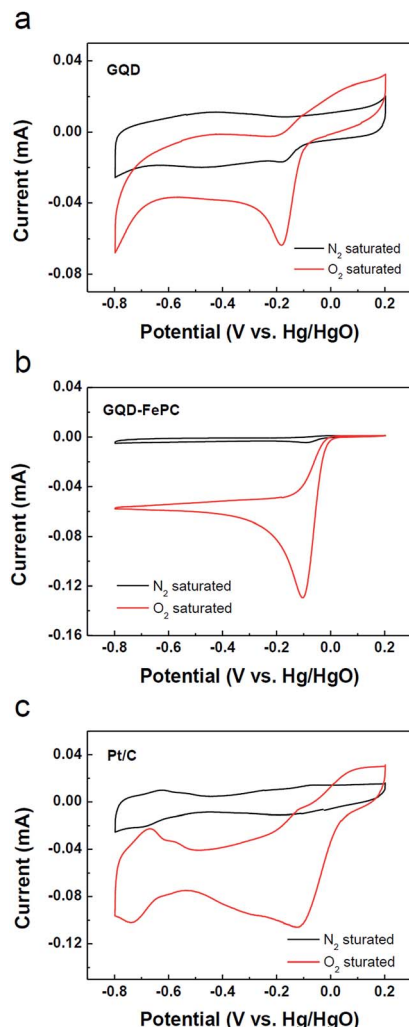 a
GQD
0.04
0.00
-0.04
-0.08
Current (mA)
N2 saturated
O2 saturated
-0.8 -0.6 -0.4 -0.2 0.0 0.2
Potential (V vs. Hg/HgO)
b
GQD-FePC
0.04
0.00
-0.04
-0.08
-0.12
-0.16
Current (mA)
N2 saturated
O2 saturated
-0.8 -0.6 -0.4 -0.2 0.0 0.2
Potential (V vs. Hg/HgO)
c
Pt/C
0.04
0.00
-0.04
-0.08
-0.12
Current (mA)
N2 sturated
O2 sturated
-0.8 -0.6 -0.4 -0.2 0.0 0.2
Potential (V vs. Hg/HgO)